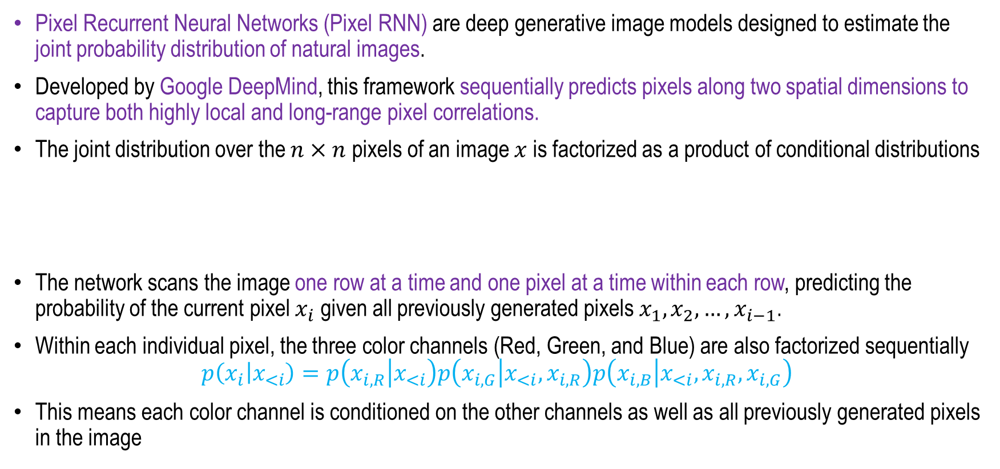 • Pixel Recurrent Neural Networks (Pixel RNN) are deep generative image models designed to estimate the
joint probability distribution of natural images.
• Developed by Google DeepMind, this framework sequentially predicts pixels along two spatial dimensions to
capture both highly local and long-range pixel correlations.
• The joint distribution over the 𝑛 × 𝑛 pixels of an image 𝑥 is factorized as a product of conditional distributions
• The network scans the image one row at a time and one pixel at a time within each row, predicting the
probability of the current pixel $x_i$ given all previously generated pixels $x_1, x_2, \ldots, x_{i-1}$.
• Within each individual pixel, the three color channels (Red, Green, and Blue) are also factorized sequentially
$p(x_i|x_{<i}) = p(x_{i,R}|x_{<i})p(x_{i,G}|x_{<i}, x_{i,R})p(x_{i,B}|x_{<i}, x_{i,R}, x_{i,G})$
• This means each color channel is conditioned on the other channels as well as all previously generated pixels
in the image